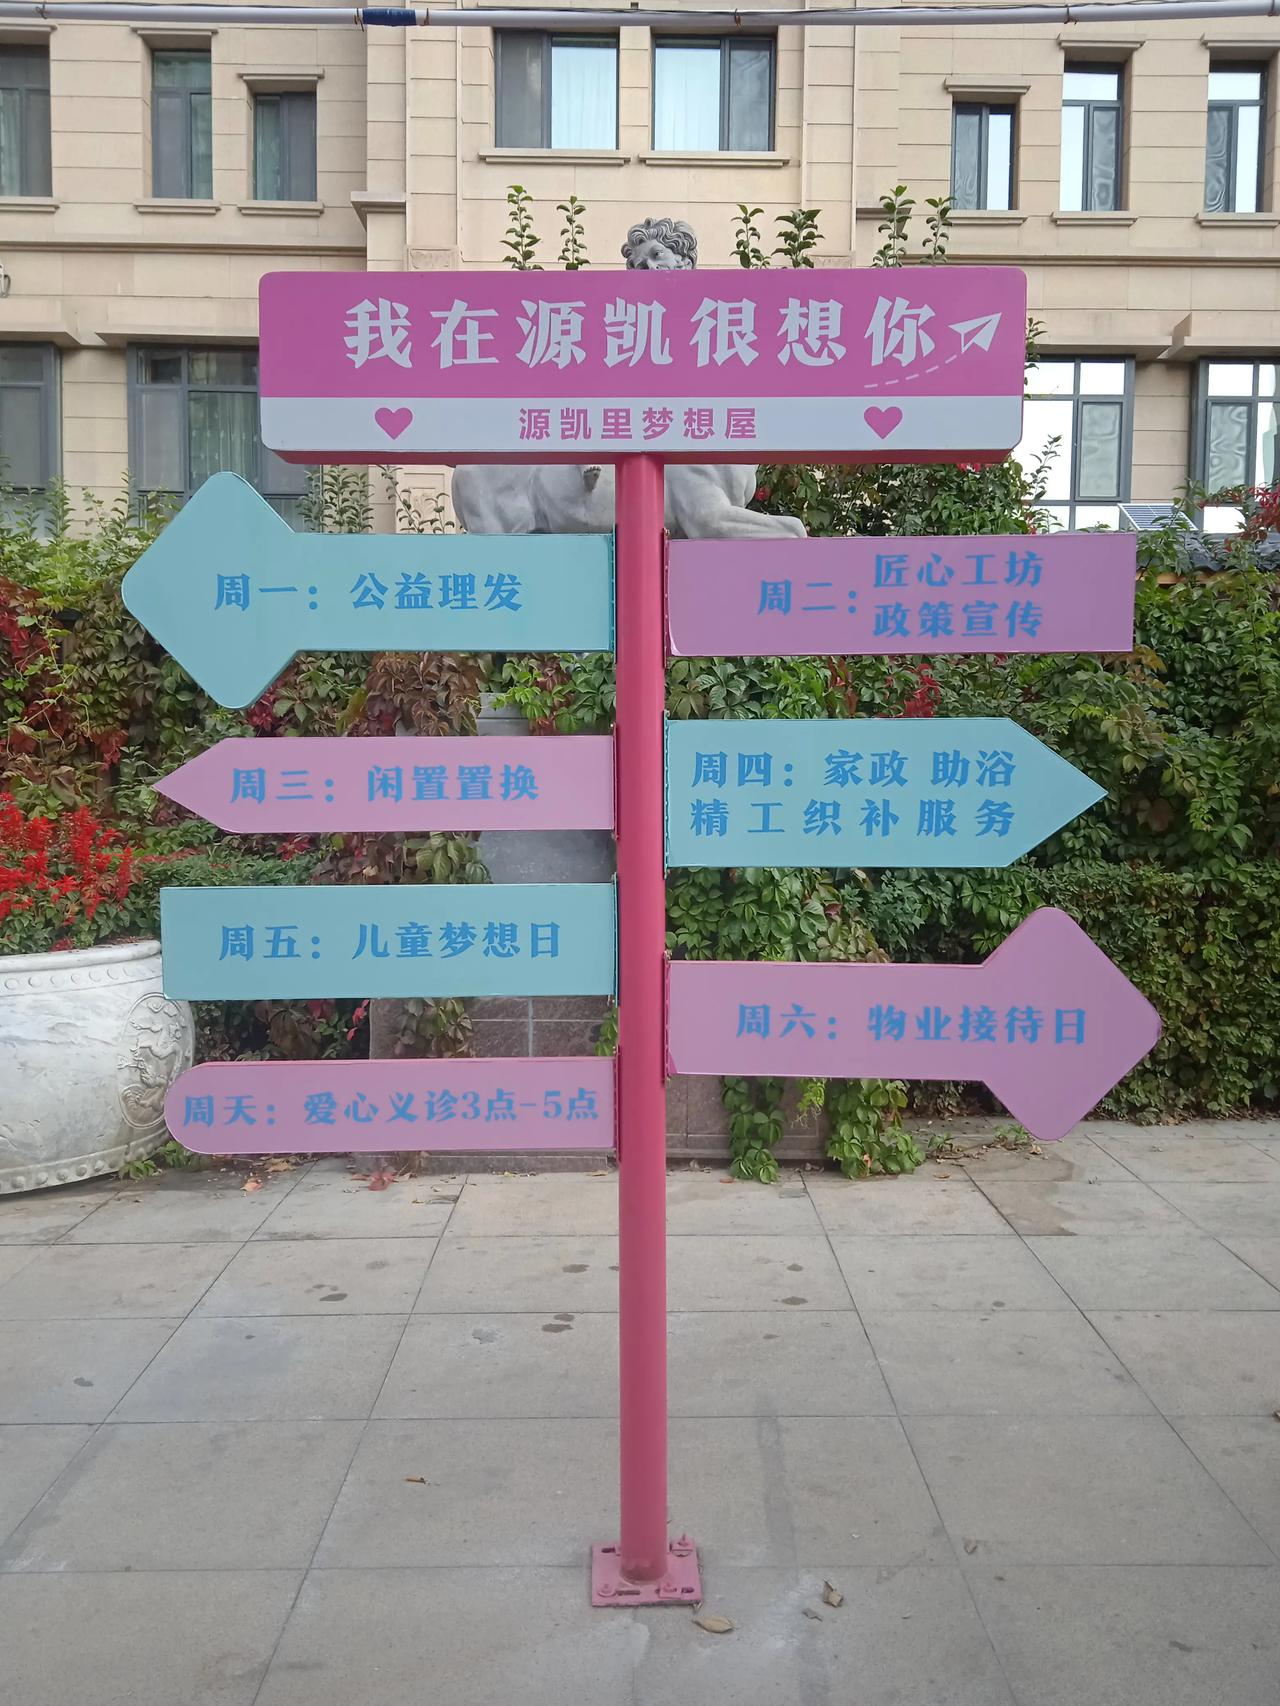 我在源凯很想你
源凯里梦想屋
周一：公益理发
周二：匠心工坊
政策宣传
周三：闲置置换
周四：家政 助浴
精工织补服务
周五：儿童梦想日
周六：物业接待日
周天：爱心义诊3点-5点